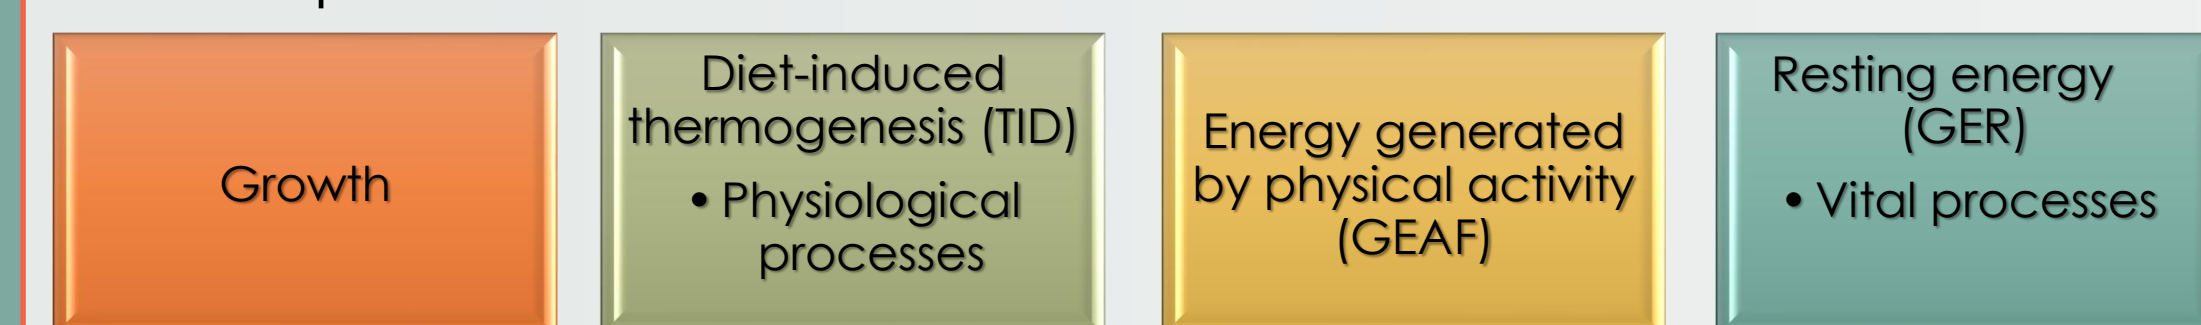 Growth
Diet-induced
thermogenesis (TID)
• Physiological
processes
Energy generated
by physical activity
(GEAF)
Resting energy
(GER)
• Vital processes